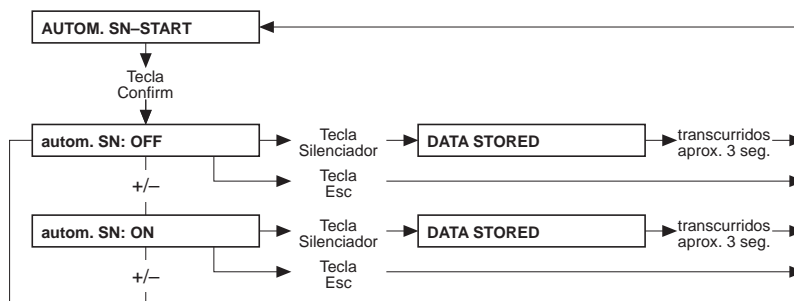 AUTOM. SN–START
Tecla
Confirm
autom. SN: OFF
Tecla
Silenciador
DATA STORED
transcurridos
aprox. 3 seg.
+/–
Tecla
Esc
autom. SN: ON
Tecla
Silenciador
DATA STORED
transcurridos
aprox. 3 seg.
+/–
Tecla
Esc